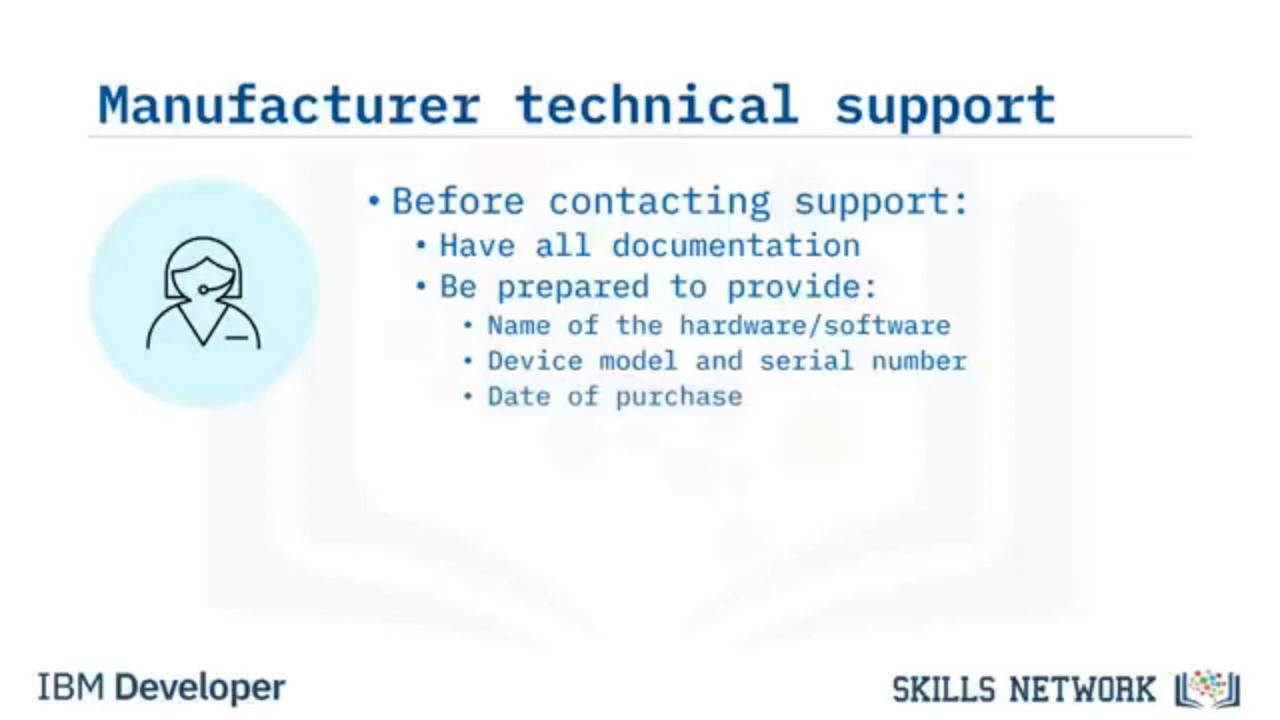 Manufacturer technical support
• Before contacting support:
• Have all documentation
• Be prepared to provide:
• Name of the hardware/software
• Device model and serial number
• Date of purchase
IBM Developer
SKILLS NETWORK